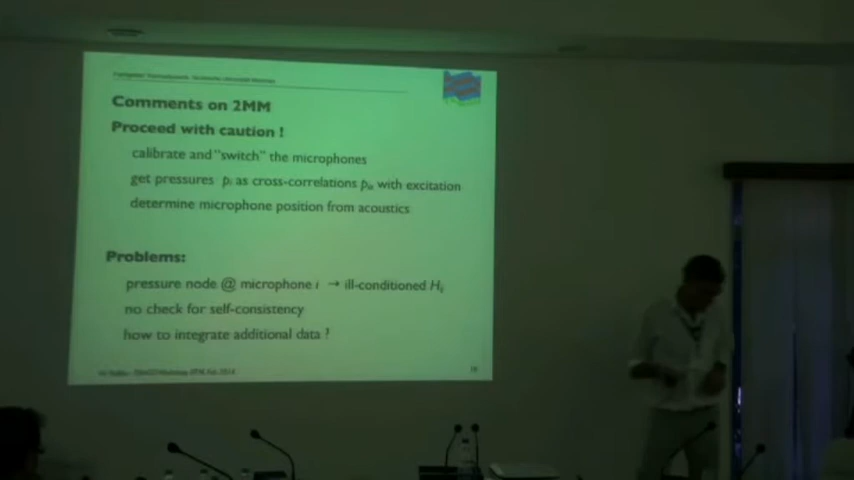 Comments on 2MM
Proceed with caution !
calibrate and "switch" the microphones
get pressures pi as cross-correlations with excitation
determine microphone position from acoustics
Problems:
pressure node @ microphone i → ill-conditioned Hij
no check for self-consistency
how to integrate additional data ?